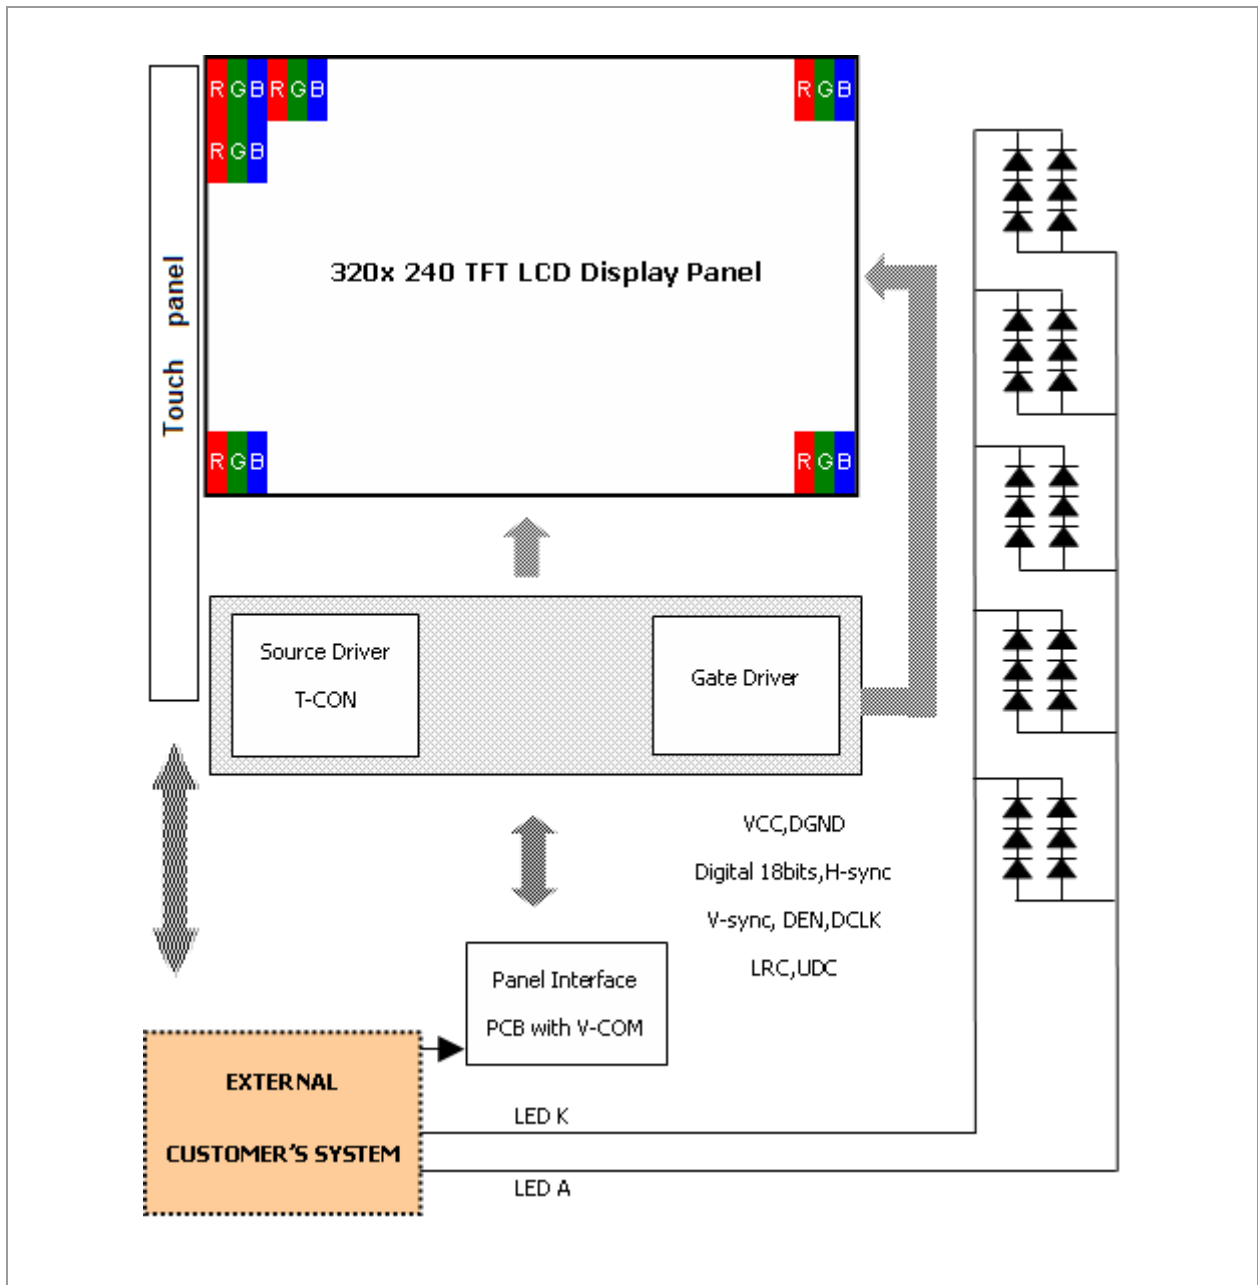 R G B R G B R G B
R G B
Touch panel
320x 240 TFT LCD Display Panel
R G B R G B
Source Driver
T-CON
Gate Driver
VCC,DGND
Digital 18bits,H-sync
V-sync, DEN,DCLK
LRC,UDC
Panel Interface
PCB with V-COM
EXTERNAL
CUSTOMER'S SYSTEM
LED K
LED A